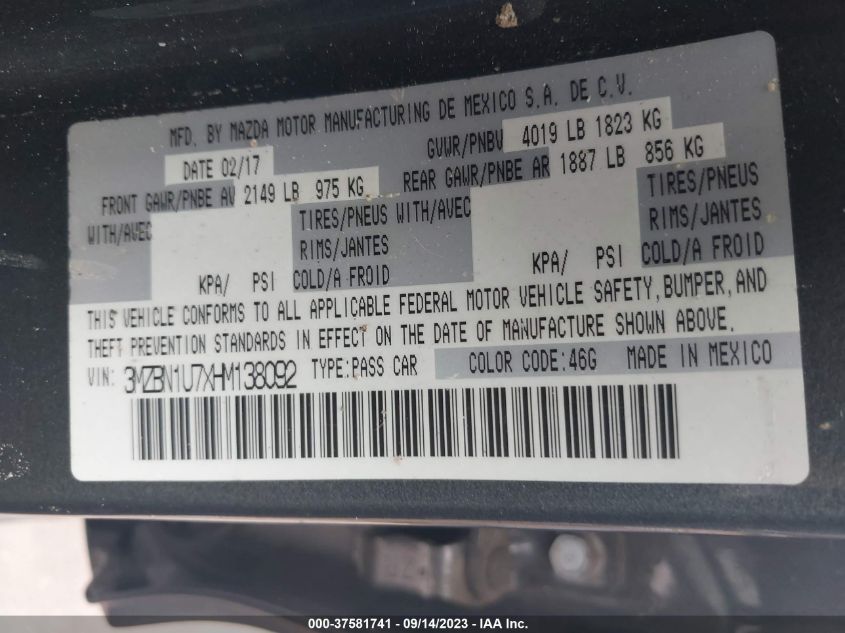 MFD. BY MAZDA MOTOR MANUFACTURING DE MEXICO S.A. DE C.V.
DATE 02/17 GVWR/PNBV 4019 LB 1823 KG
FRONT GAWR/PNBE AV 2149 LB 975 KG REAR GAWR/PNBE AR 1887 LB 856 KG
WITH/AVEC TIRES/PNEUS WITH/AVEC TIRES/PNEUS
RIMS/JANTES RIMS/JANTES
KPA/ PSI COLD/A FROID KPA/ PSI COLD/A FROID
THIS VEHICLE CONFORMS TO ALL APPLICABLE FEDERAL MOTOR VEHICLE SAFETY, BUMPER, AND
THEFT PREVENTION STANDARDS IN EFFECT ON THE DATE OF MANUFACTURE SHOWN ABOVE.
VIN: 3MZBN1U7XHM138092 TYPE:PASS CAR COLOR CODE:46G MADE IN MEXICO
000-37581741 / 09/14/2023 - IAAI.com